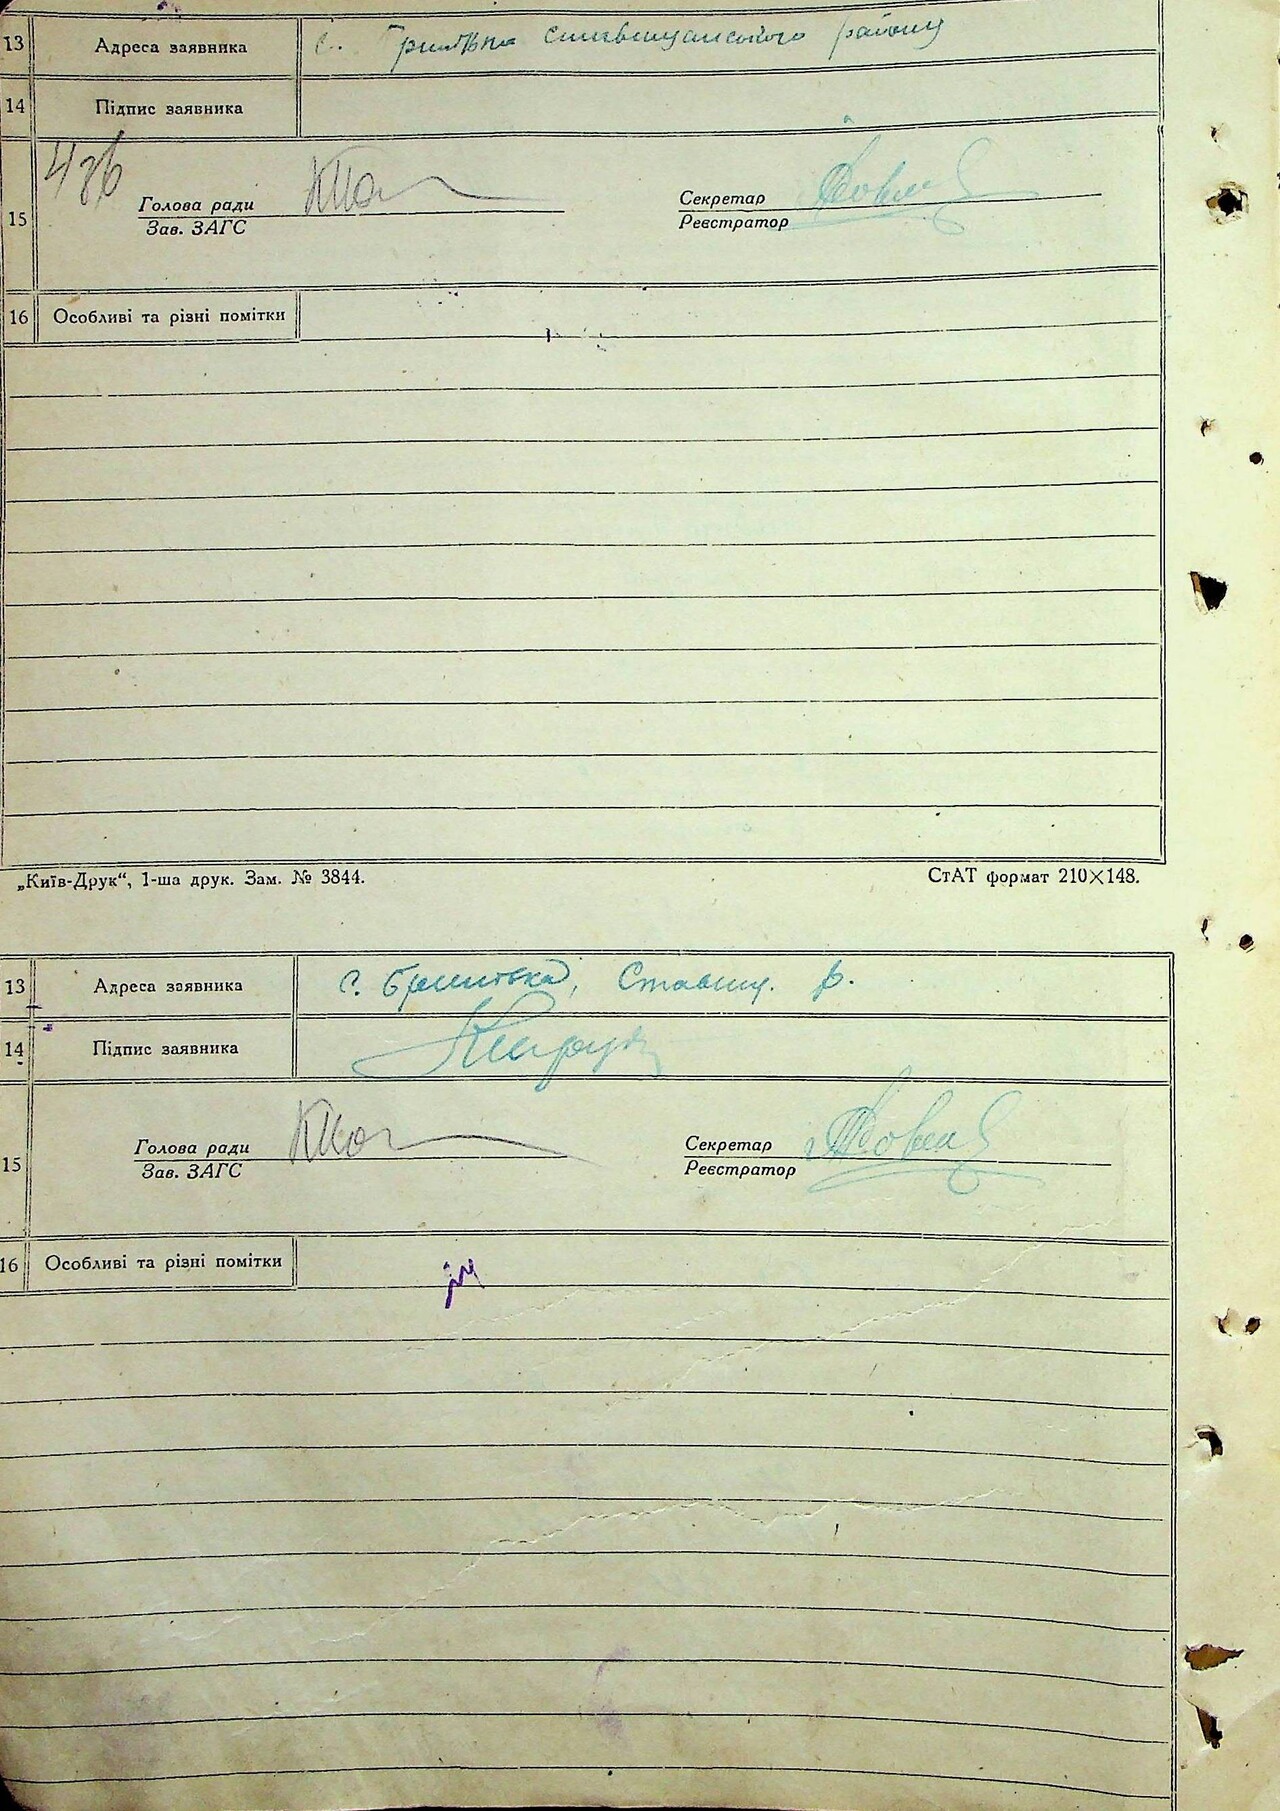 13 Адреса заявника с. району
14 Підпис заявника
15 Голова ради Секретар
Зав. ЗАГС Реєстратор
16 Особливі та різні помітки
„Київ-Друк“, 1-ша друк. Зам. № 3844. СтАТ формат 210×148.
13 Адреса заявника с. Ставищ. р.
14 Підпис заявника
15 Голова ради Секретар
Зав. ЗАГС Реєстратор
16 Особливі та різні помітки